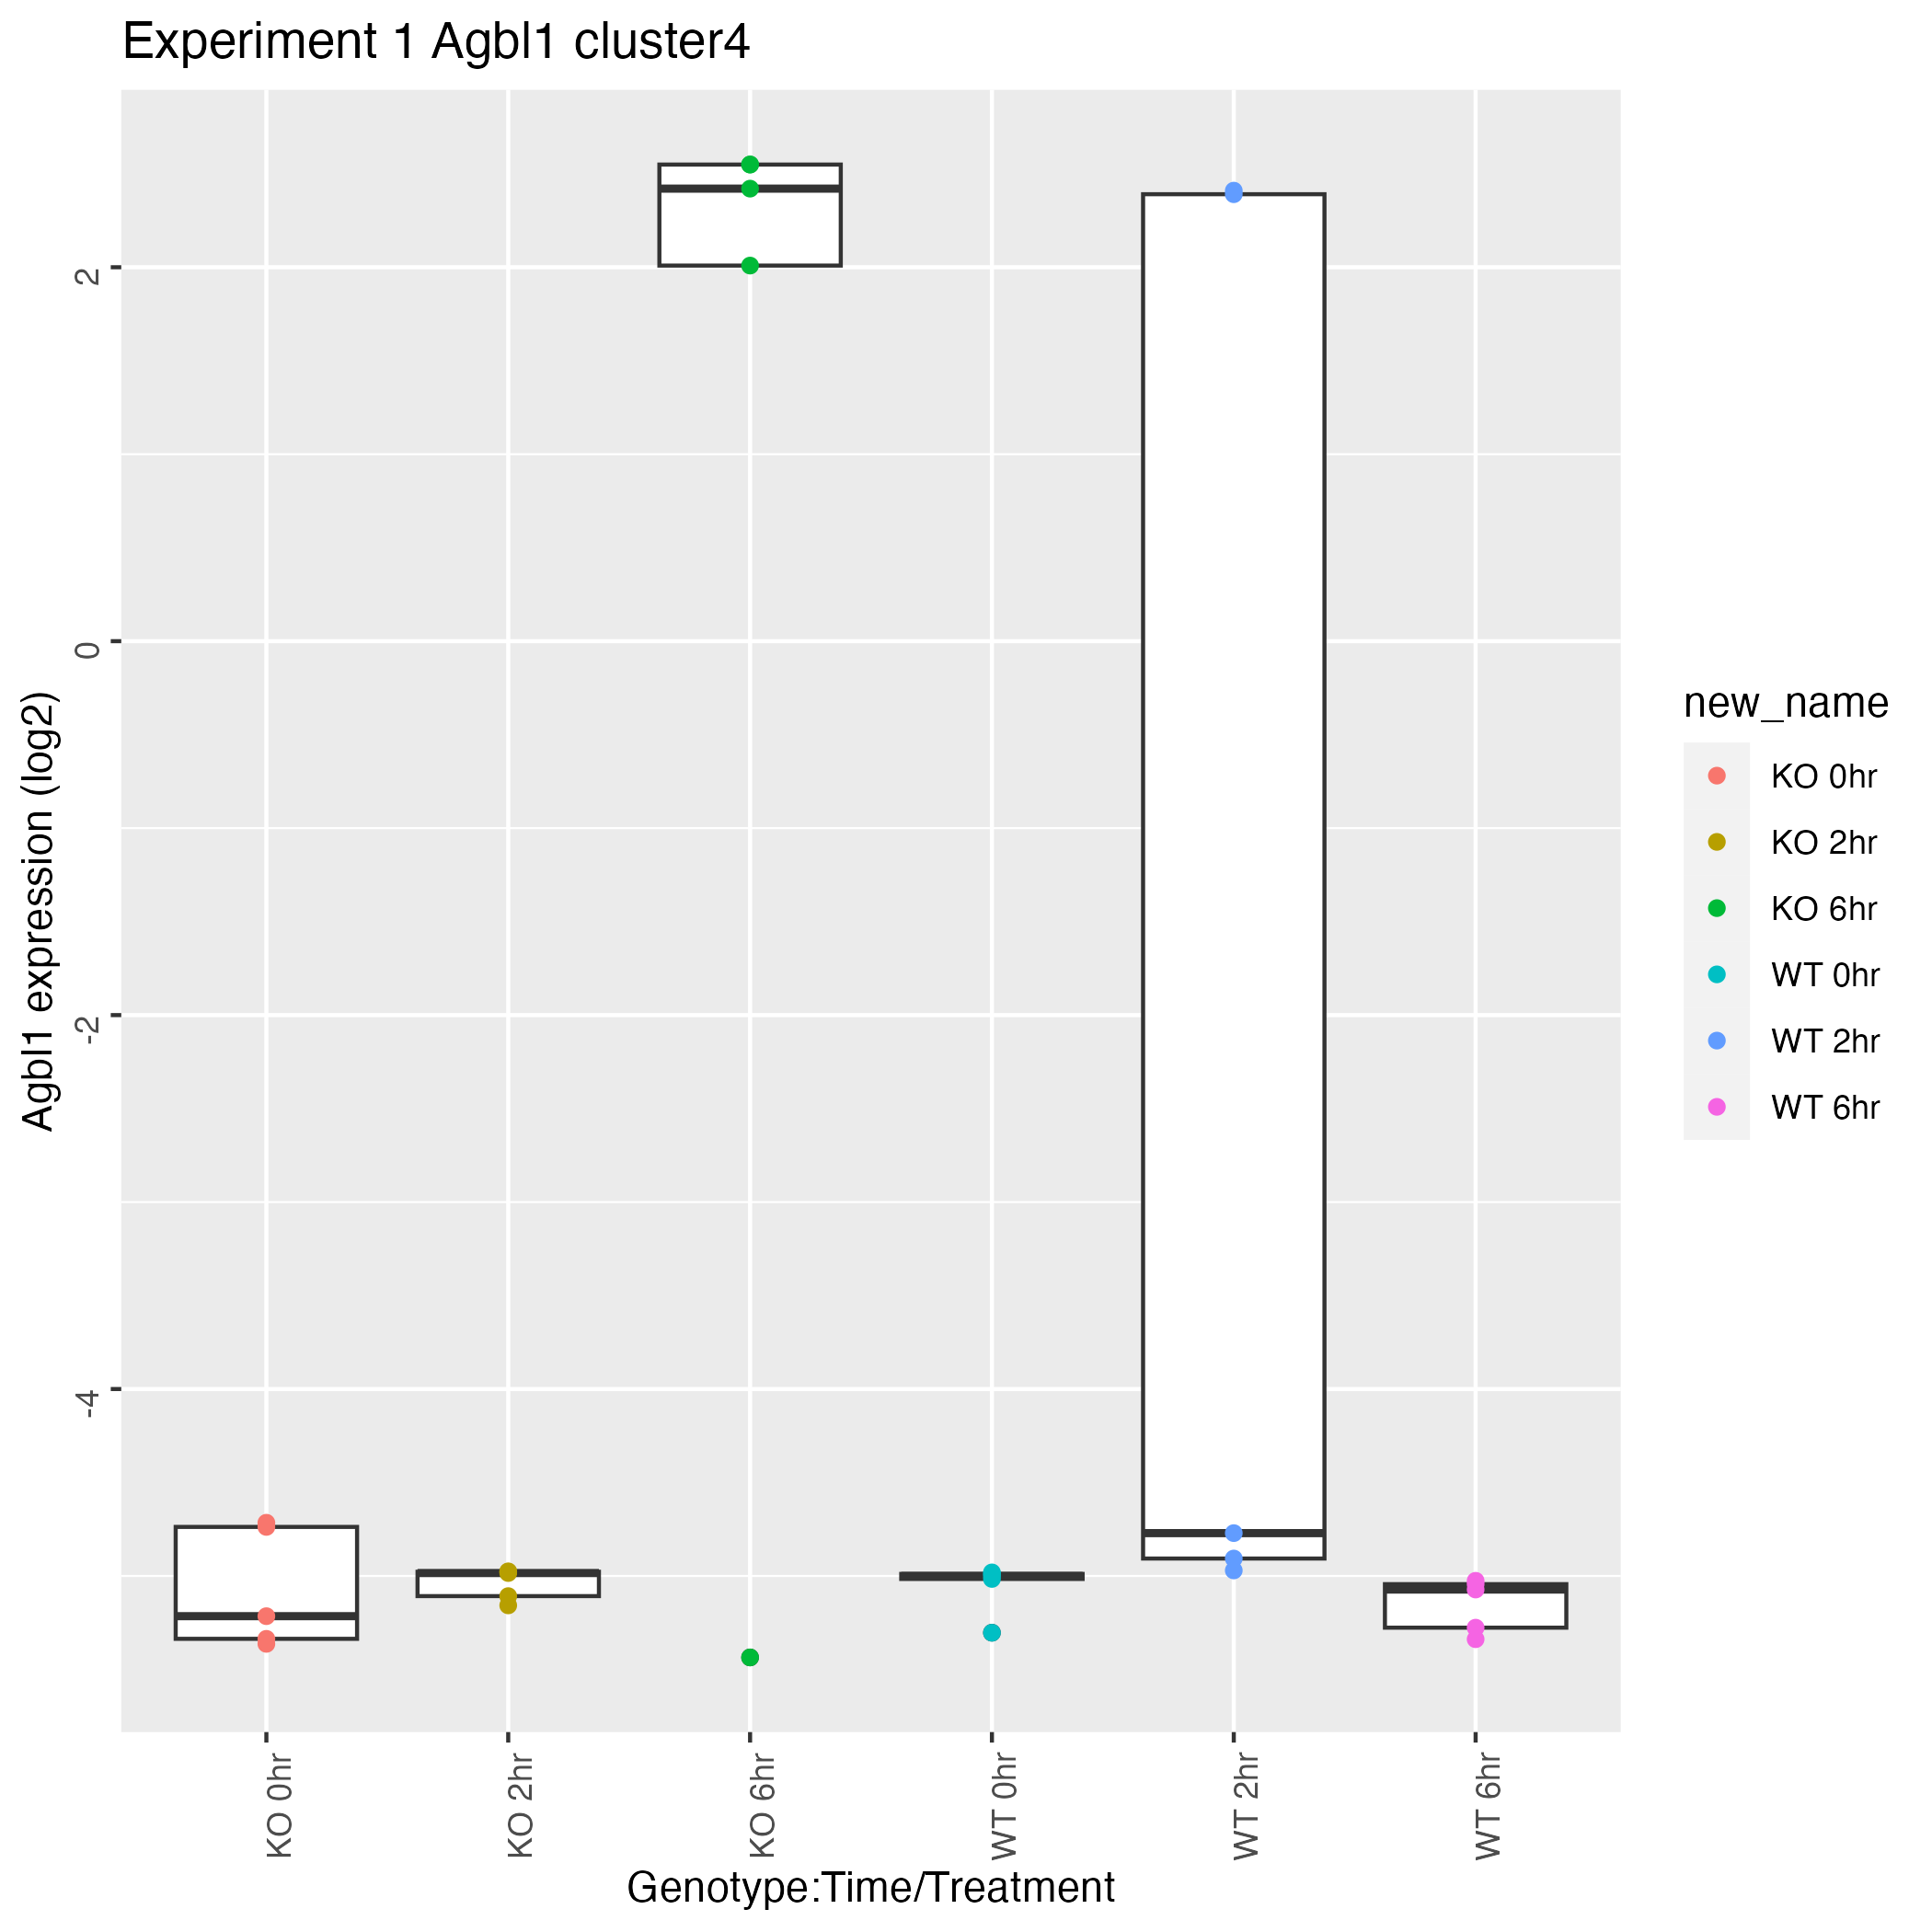 Experiment 1 Agbl1 cluster4
Agbl1 expression (log2)
2
0
-2
-4
KO 0hr
KO 2hr
KO 6hr
WT 0hr
WT 2hr
WT 6hr
Genotype:Time/Treatment
new_name
KO 0hr
KO 2hr
KO 6hr
WT 0hr
WT 2hr
WT 6hr